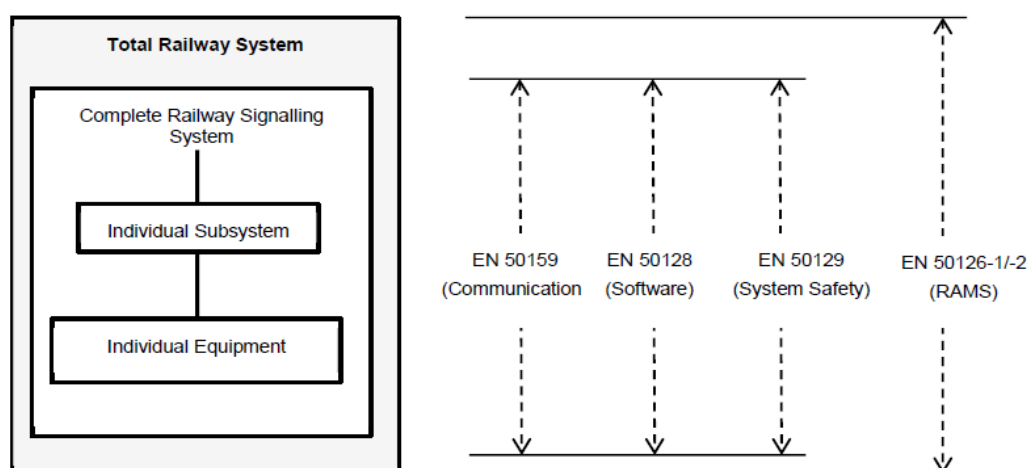 Total Railway System
Complete Railway Signalling
System
Individual Subsystem
Individual Equipment
EN 50159
(Communication
EN 50128
(Software)
EN 50129
(System Safety)
EN 50126-1/-2
(RAMS)